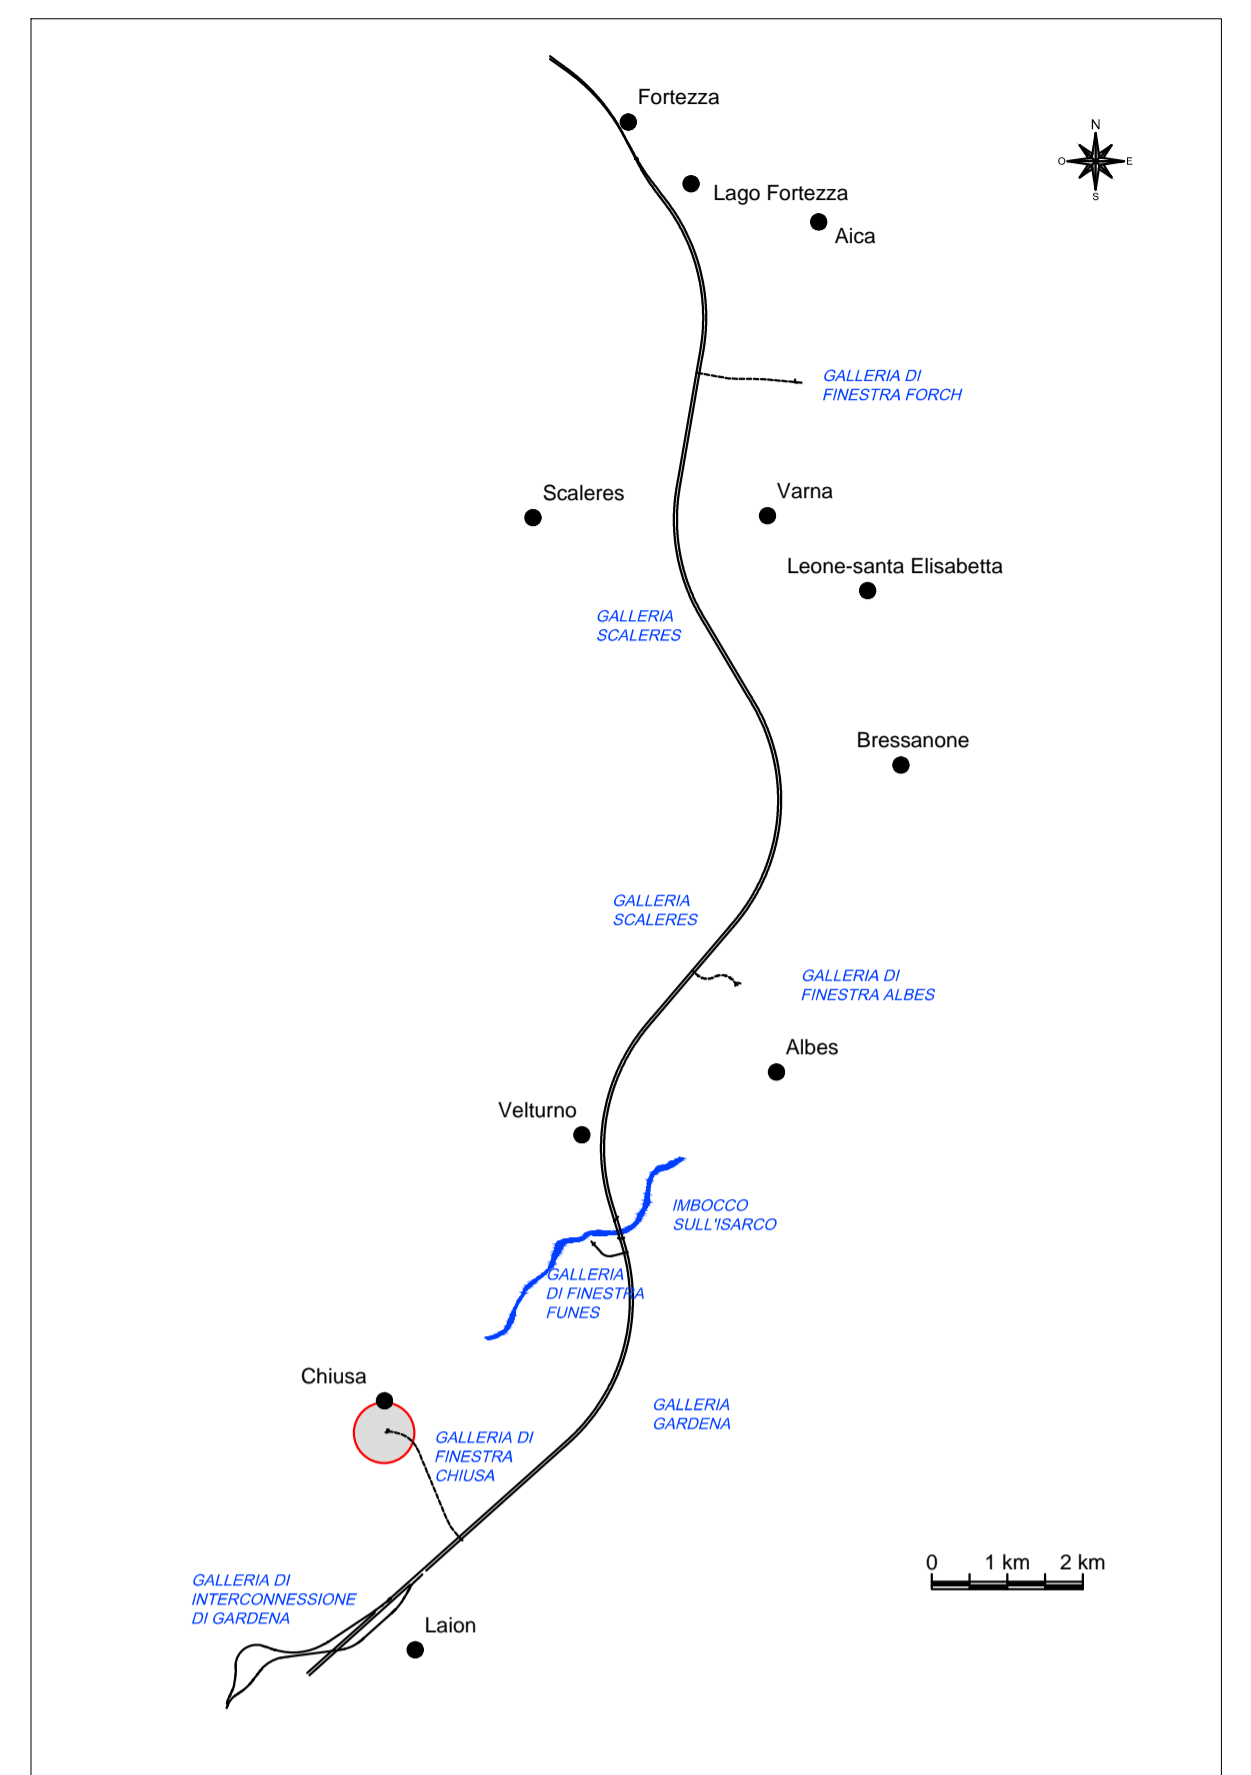 Fortezza
N
O
E
S
Lago Fortezza
Aica
GALLERIA DI
FINESTRA FORCH
Scaleres
Varna
Leone-santa Elisabetta
GALLERIA
SCALERES
Bressanone
GALLERIA
SCALERES
GALLERIA DI
FINESTRA ALBES
Albes
Velturno
IMBOCCO
SULL'ISARCO
GALLERIA
DI FINESTRA
FUNES
Chiusa
GALLERIA
GARDENA
GALLERIA DI
FINESTRA
CHIUSA
0 1 km 2 km
GALLERIA DI
INTERCONNESSIONE
DI GARDENA
Laion